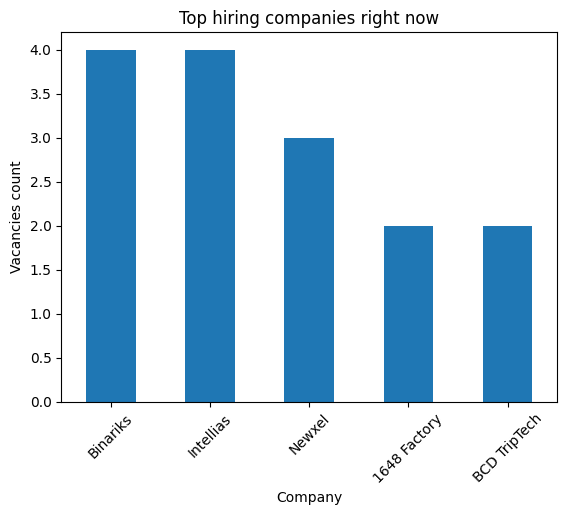 Top hiring companies right now
4.0
3.5
3.0
2.5
2.0
1.5
1.0
0.5
0.0
Vacancies count
Binariks
Intellias
Newxel
1648 Factory
BCD TripTech
Company